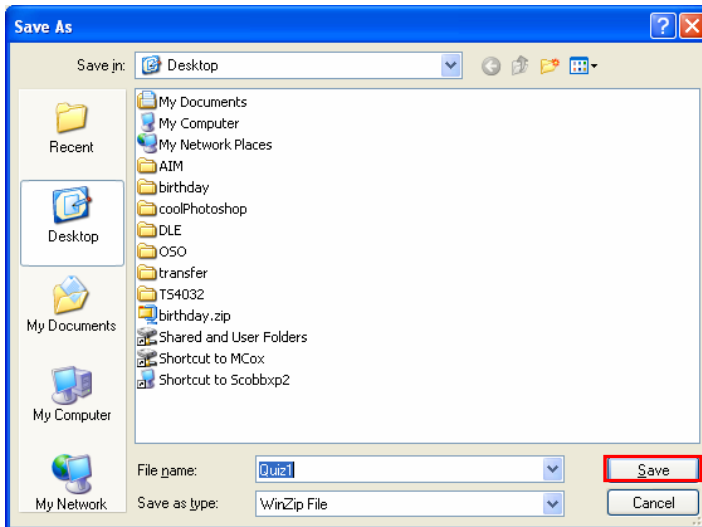 Save As
Save in: Desktop
Recent
Desktop
My Documents
My Computer
My Network
My Documents
My Computer
My Network Places
AIM
birthday
coolPhotoshop
DLE
OSO
transfer
TS4032
birthday.zip
Shared and User Folders
Shortcut to MCox
Shortcut to Scobbxp2
File name: Quiz1
Save
Save as type: WinZip File
Cancel